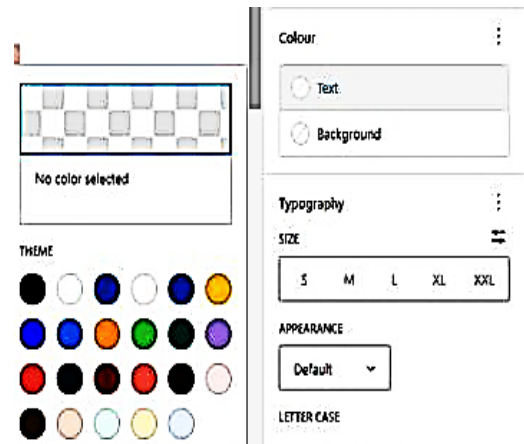 No color selected
THEME
Colour
Text
Background
Typography
SIZE
S M L XL XXL
APPEARANCE
Default
LETTER CASE